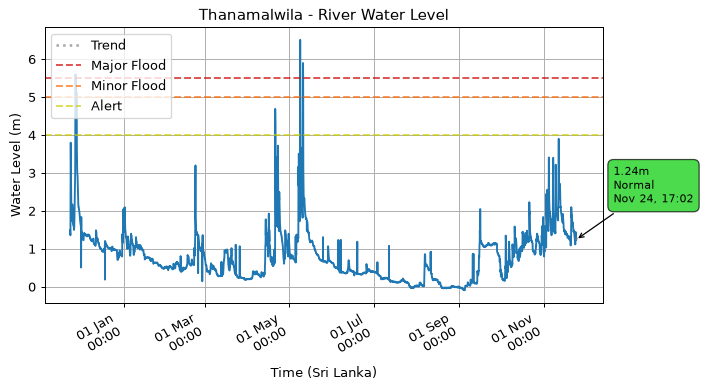 Thanamalwila - River Water Level
Trend
Major Flood
Minor Flood
Alert
Water Level (m)
6
5
4
3
2
1
0
1.24m
Normal
Nov 24, 17:02
01 Jan
00:00
01 Mar
00:00
01 May
00:00
01 Jul
00:00
01 Sep
00:00
01 Nov
00:00
Time (Sri Lanka)